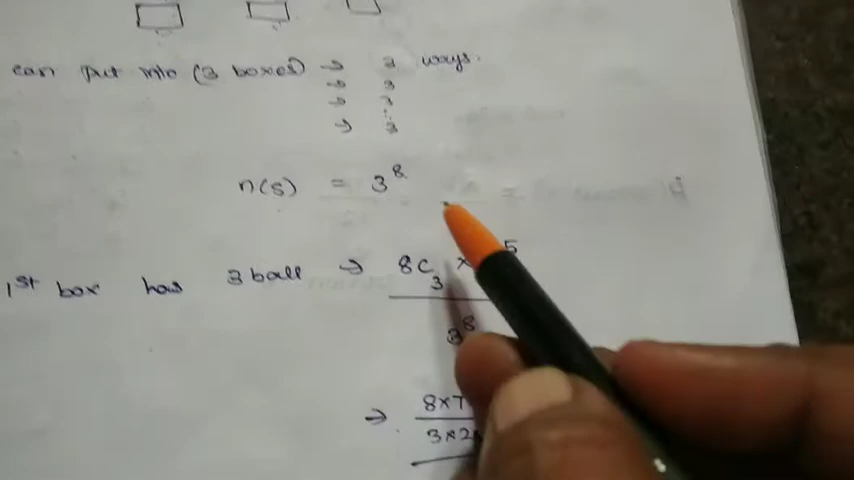 can put into (3 boxes) → 3 ways.
→ 3
→ 3
→ 3
n(s) = 3⁸
1st box has 3 ball → 8C₃ × ⁵
3⁸
→ 8×7
3×2